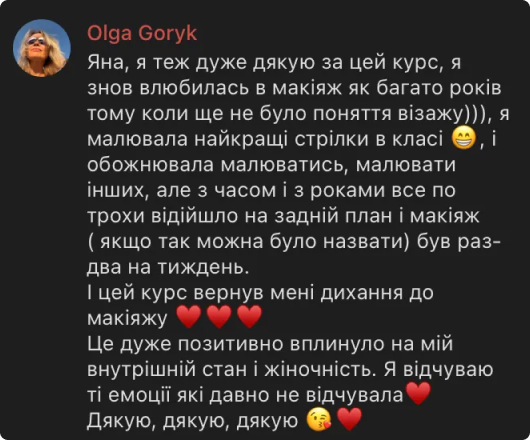 Olga Goryk
Яна, я теж дуже дякую за цей курс, я
знов влюбилась в макіяж як багато років
тому коли ще не було поняття візажу))), я
малювала найкращі стрілки в класі 😁, і
обожнювала малюватись, малювати
інших, але з часом і з роками все по
трохи відійшло на задній план і макіяж
( якщо так можна було назвати) був раз-
два на тиждень.
І цей курс вернув мені дихання до
макіяжу ♥️♥️♥️
Це дуже позитивно вплинуло на мій
внутрішній стан і жіночність. Я відчуваю
ті емоції які давно не відчувала♥️
Дякую, дякую, дякую 😘♥️